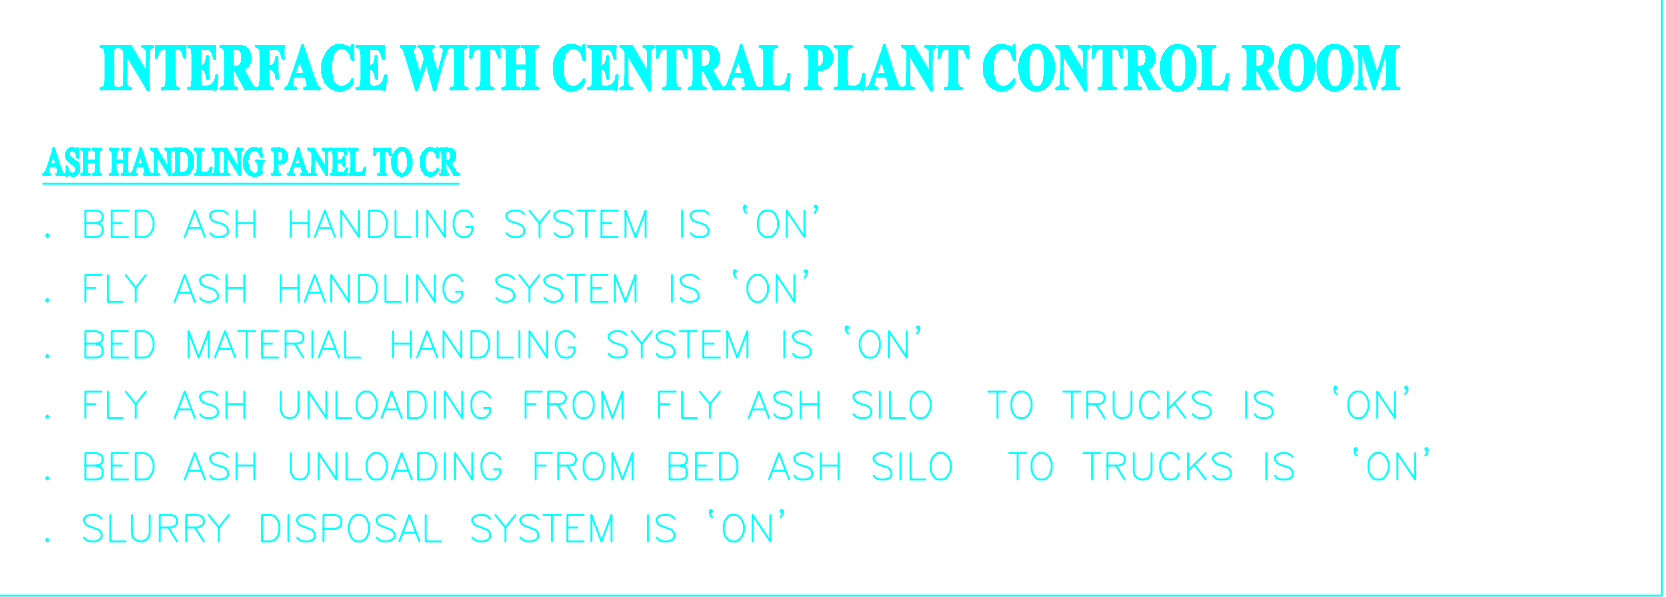 INTERFACE WITH CENTRAL PLANT CONTROL ROOM
ASH HANDLING PANEL TO CR
. BED ASH HANDLING SYSTEM IS ‘ON’
. FLY ASH HANDLING SYSTEM IS ‘ON’
. BED MATERIAL HANDLING SYSTEM IS ‘ON’
. FLY ASH UNLOADING FROM FLY ASH SILO TO TRUCKS IS ‘ON’
. BED ASH UNLOADING FROM BED ASH SILO TO TRUCKS IS ‘ON’
. SLURRY DISPOSAL SYSTEM IS ‘ON’